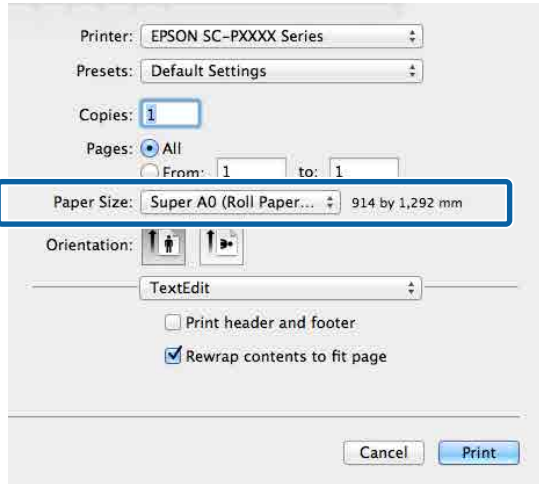 Printer: EPSON SC-PXXXX Series
Presets: Default Settings
Copies: 1
Pages: All
From: 1 to: 1
Paper Size: Super A0 (Roll Paper... 914 by 1,292 mm
Orientation:
TextEdit
Print header and footer
Rewrap contents to fit page
Cancel Print